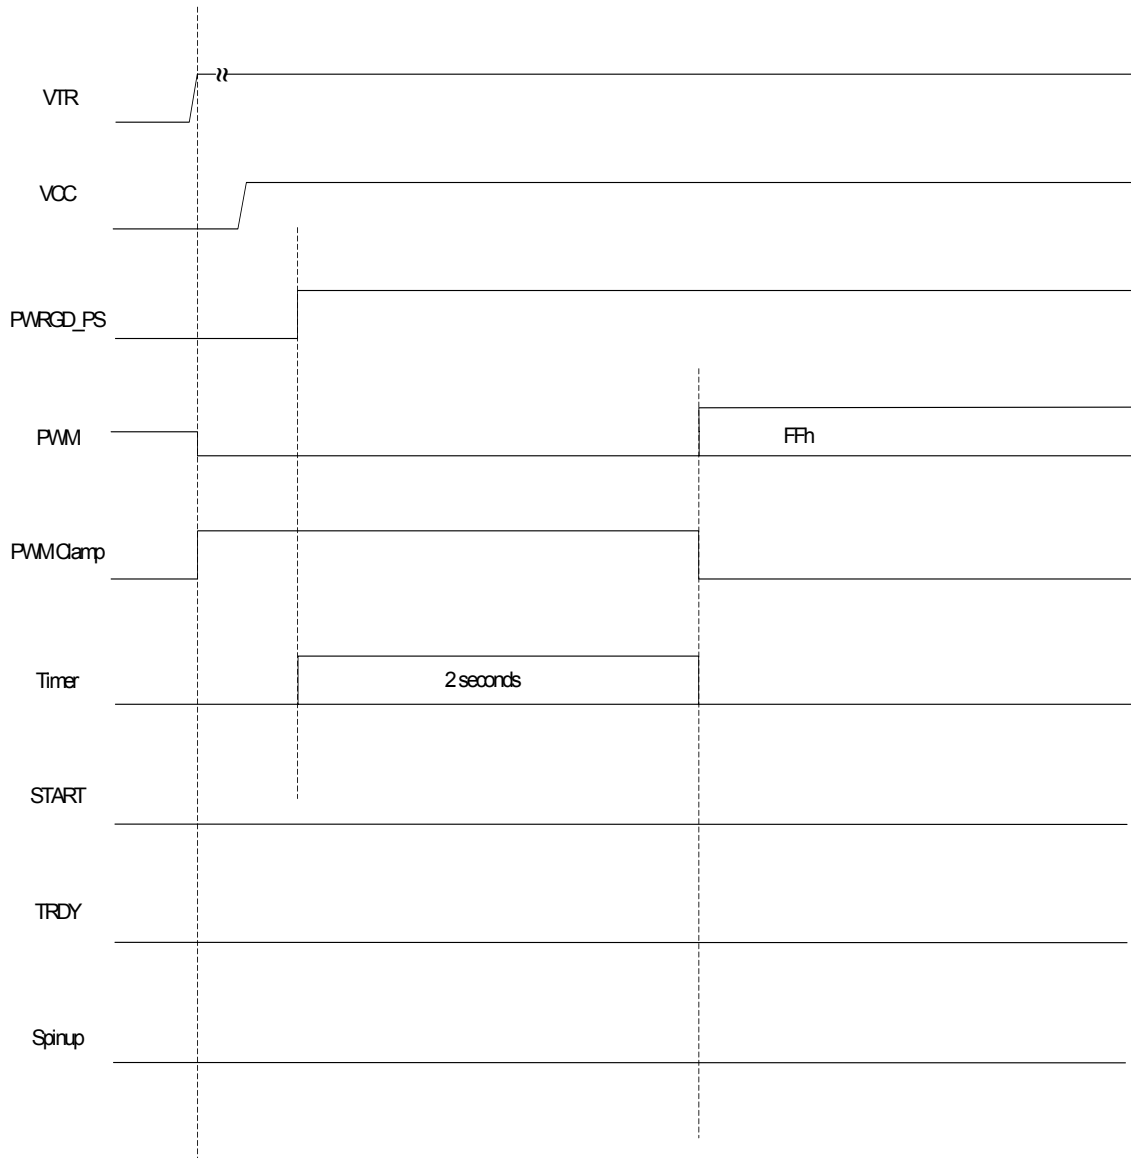 VTR
VCC
PWRGD_PS
PWM
FFh
PWM Clamp
Timer
2 seconds
START
TRDY
Spinup